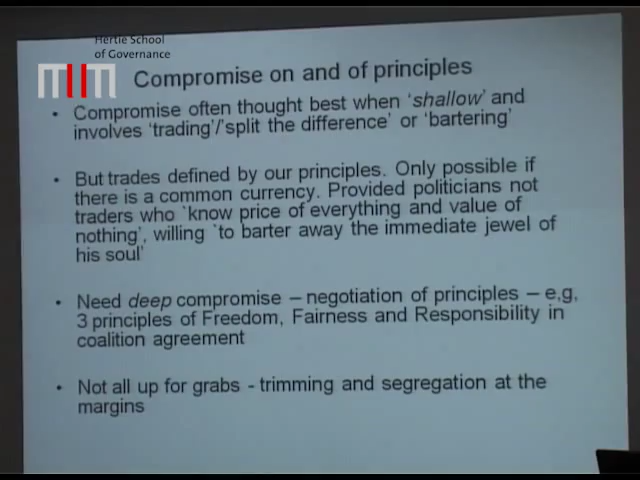 Hertie School
of Governance
Compromise on and of principles
• Compromise often thought best when ‘shallow’ and
involves ‘trading’/’split the difference’ or ‘bartering’
• But trades defined by our principles. Only possible if
there is a common currency. Provided politicians not
traders who `know price of everything and value of
nothing’, willing `to barter away the immediate jewel of
his soul’
• Need deep compromise – negotiation of principles – e,g,
3 principles of Freedom, Fairness and Responsibility in
coalition agreement
• Not all up for grabs - trimming and segregation at the
margins